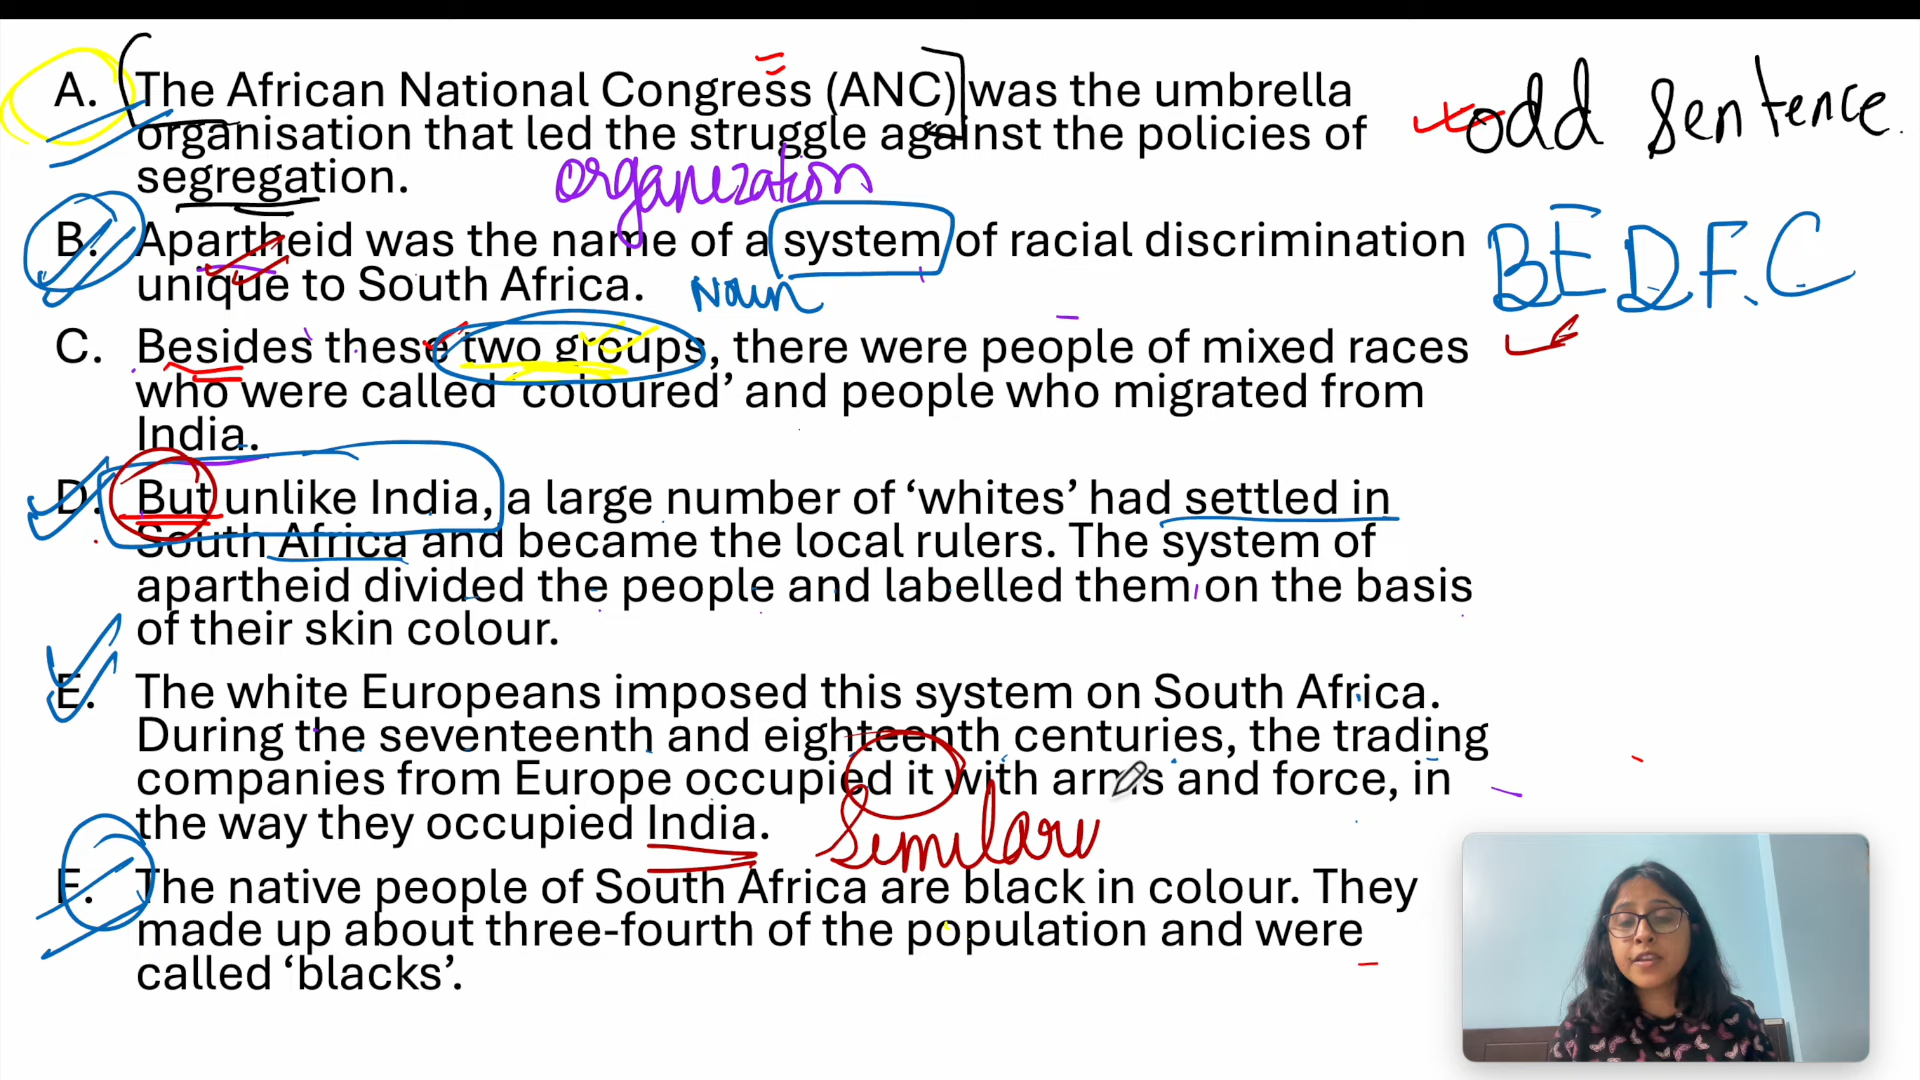 A. The African National Congress (ANC) was the umbrella
organisation that led the struggle against the policies of
segregation.
odd sentence
organization
B. Apartheid was the name of a system of racial discrimination
unique to South Africa.
Noun
B E D F C
C. Besides these two groups, there were people of mixed races
who were called ‘coloured’ and people who migrated from
India.
D. But unlike India, a large number of ‘whites’ had settled in
South Africa and became the local rulers. The system of
apartheid divided the people and labelled them on the basis
of their skin colour.
E. The white Europeans imposed this system on South Africa.
During the seventeenth and eighteenth centuries, the trading
companies from Europe occupied it with arms and force, in
the way they occupied India.
F. The native people of South Africa are black in colour. They
made up about three-fourth of the population and were
called ‘blacks’.